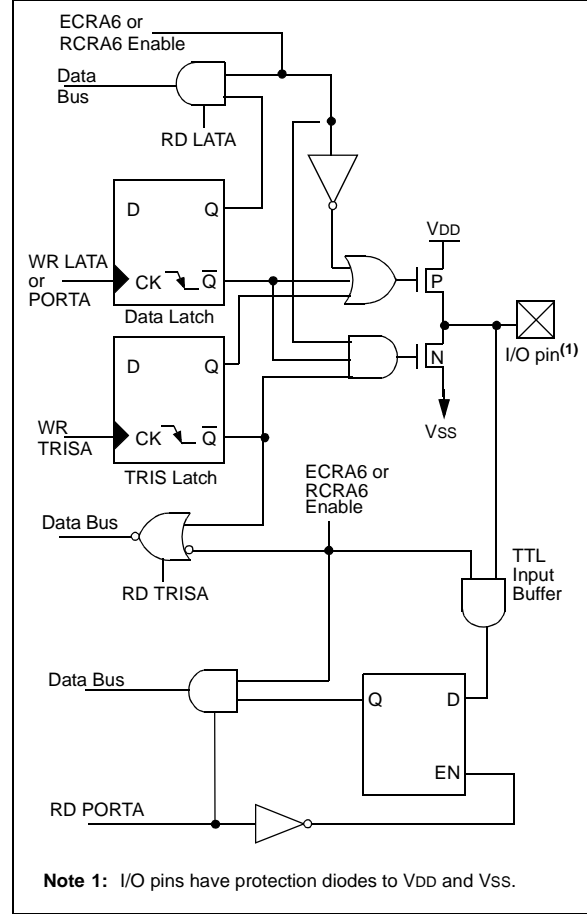 ECRA6 or
RCRA6 Enable
Data
Bus
RD LATA
D
Q
VDD
WR LATA
or
PORTA
CK
Q
P
Data Latch
I/O pin(1)
D
Q
N
WR
TRISA
CK
Q
VSS
TRIS Latch
ECRA6 or
RCRA6
Enable
Data Bus
TTL
Input
Buffer
RD TRISA
Data Bus
Q
D
EN
RD PORTA
Note 1: I/O pins have protection diodes to VDD and VSS.